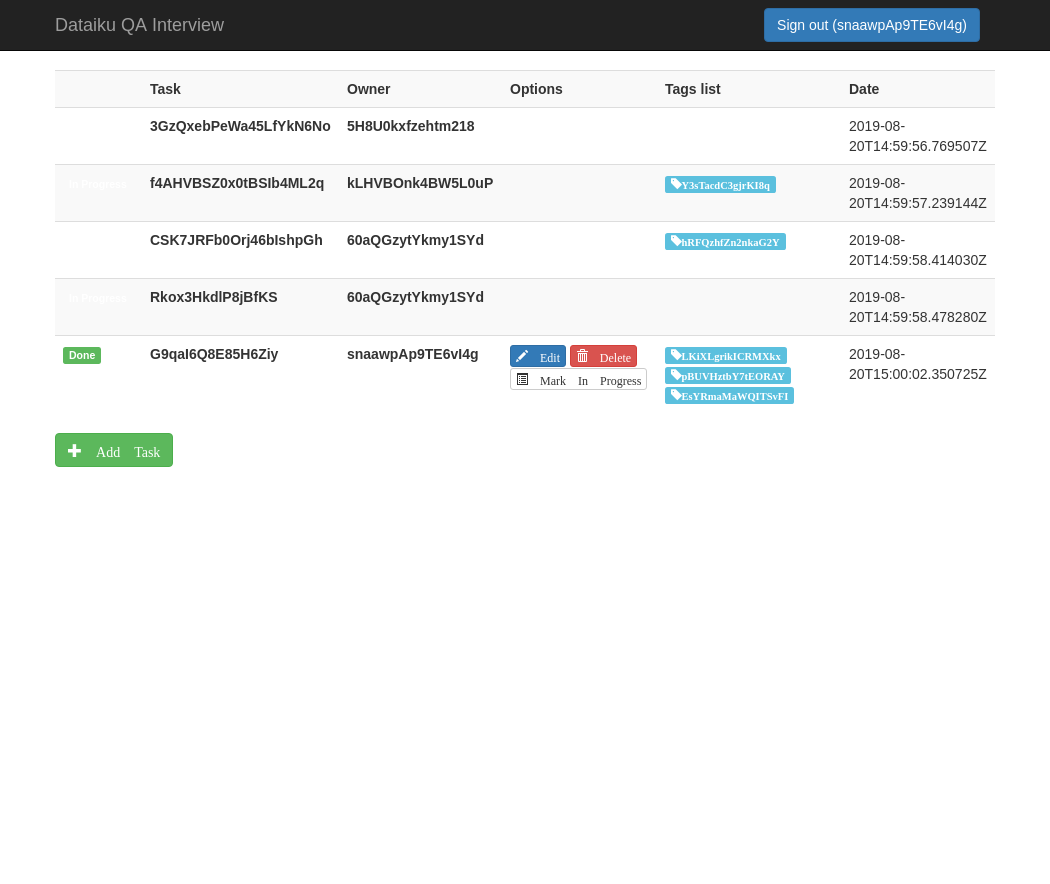 Dataiku QA Interview
Sign out (snaawpAp9TE6vI4g)
Task Owner Options Tags list Date
3GzQxebPeWa45LfYkN6No 5H8U0kxfzehtm218 2019-08-
20T14:59:56.769507Z
In Progress f4AHVBSZ0x0tBSIb4ML2q kLHVBOnk4BW5L0uP Y3sTacdC3gjrKI8q 2019-08-
20T14:59:57.239144Z
CSK7JRFb0Orj46bIshpGh 60aQGzytYkmy1SYd hRFQzhfZn2nkaG2Y 2019-08-
20T14:59:58.414030Z
In Progress Rkox3HkdlP8jBfKS 60aQGzytYkmy1SYd 2019-08-
20T14:59:58.478280Z
Done G9qaI6Q8E85H6Ziy snaawpAp9TE6vI4g Edit Delete LKiXLgrikICRMXkx 2019-08-
Mark In Progress pBUVHztbY7tEORAY 20T15:00:02.350725Z
EsYRmaMaWQITSvFI
Add Task